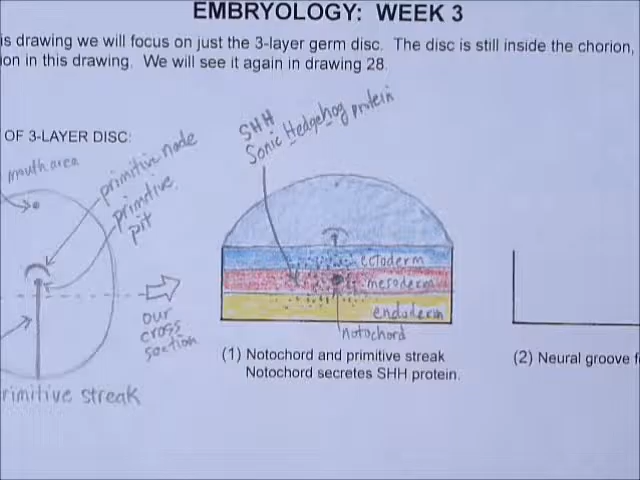 EMBRYOLOGY: WEEK 3
is drawing we will focus on just the 3-layer germ disc. The disc is still inside the chorion,
ion in this drawing. We will see it again in drawing 28.
OF 3-LAYER DISC:
mouth area
primitive node
primitive
pit
rimitive streak
our
cross
section
SHH
Sonic Hedgehog protein
ectoderm
mesoderm
endoderm
notochord
(1) Notochord and primitive streak
Notochord secretes SHH protein.
(2) Neural groove f